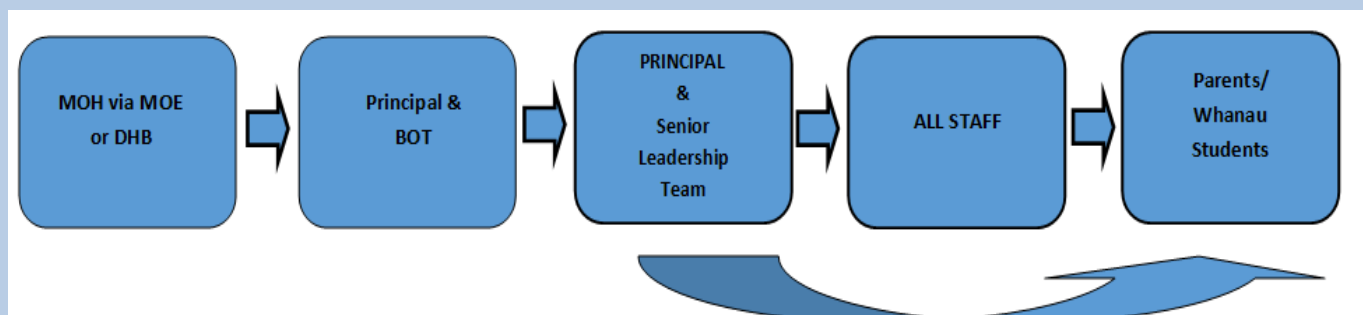 MOH via MOE
or DHB
Principal &
BOT
PRINCIPAL
&
Senior
Leadership
Team
ALL STAFF
Parents/
Whanau
Students